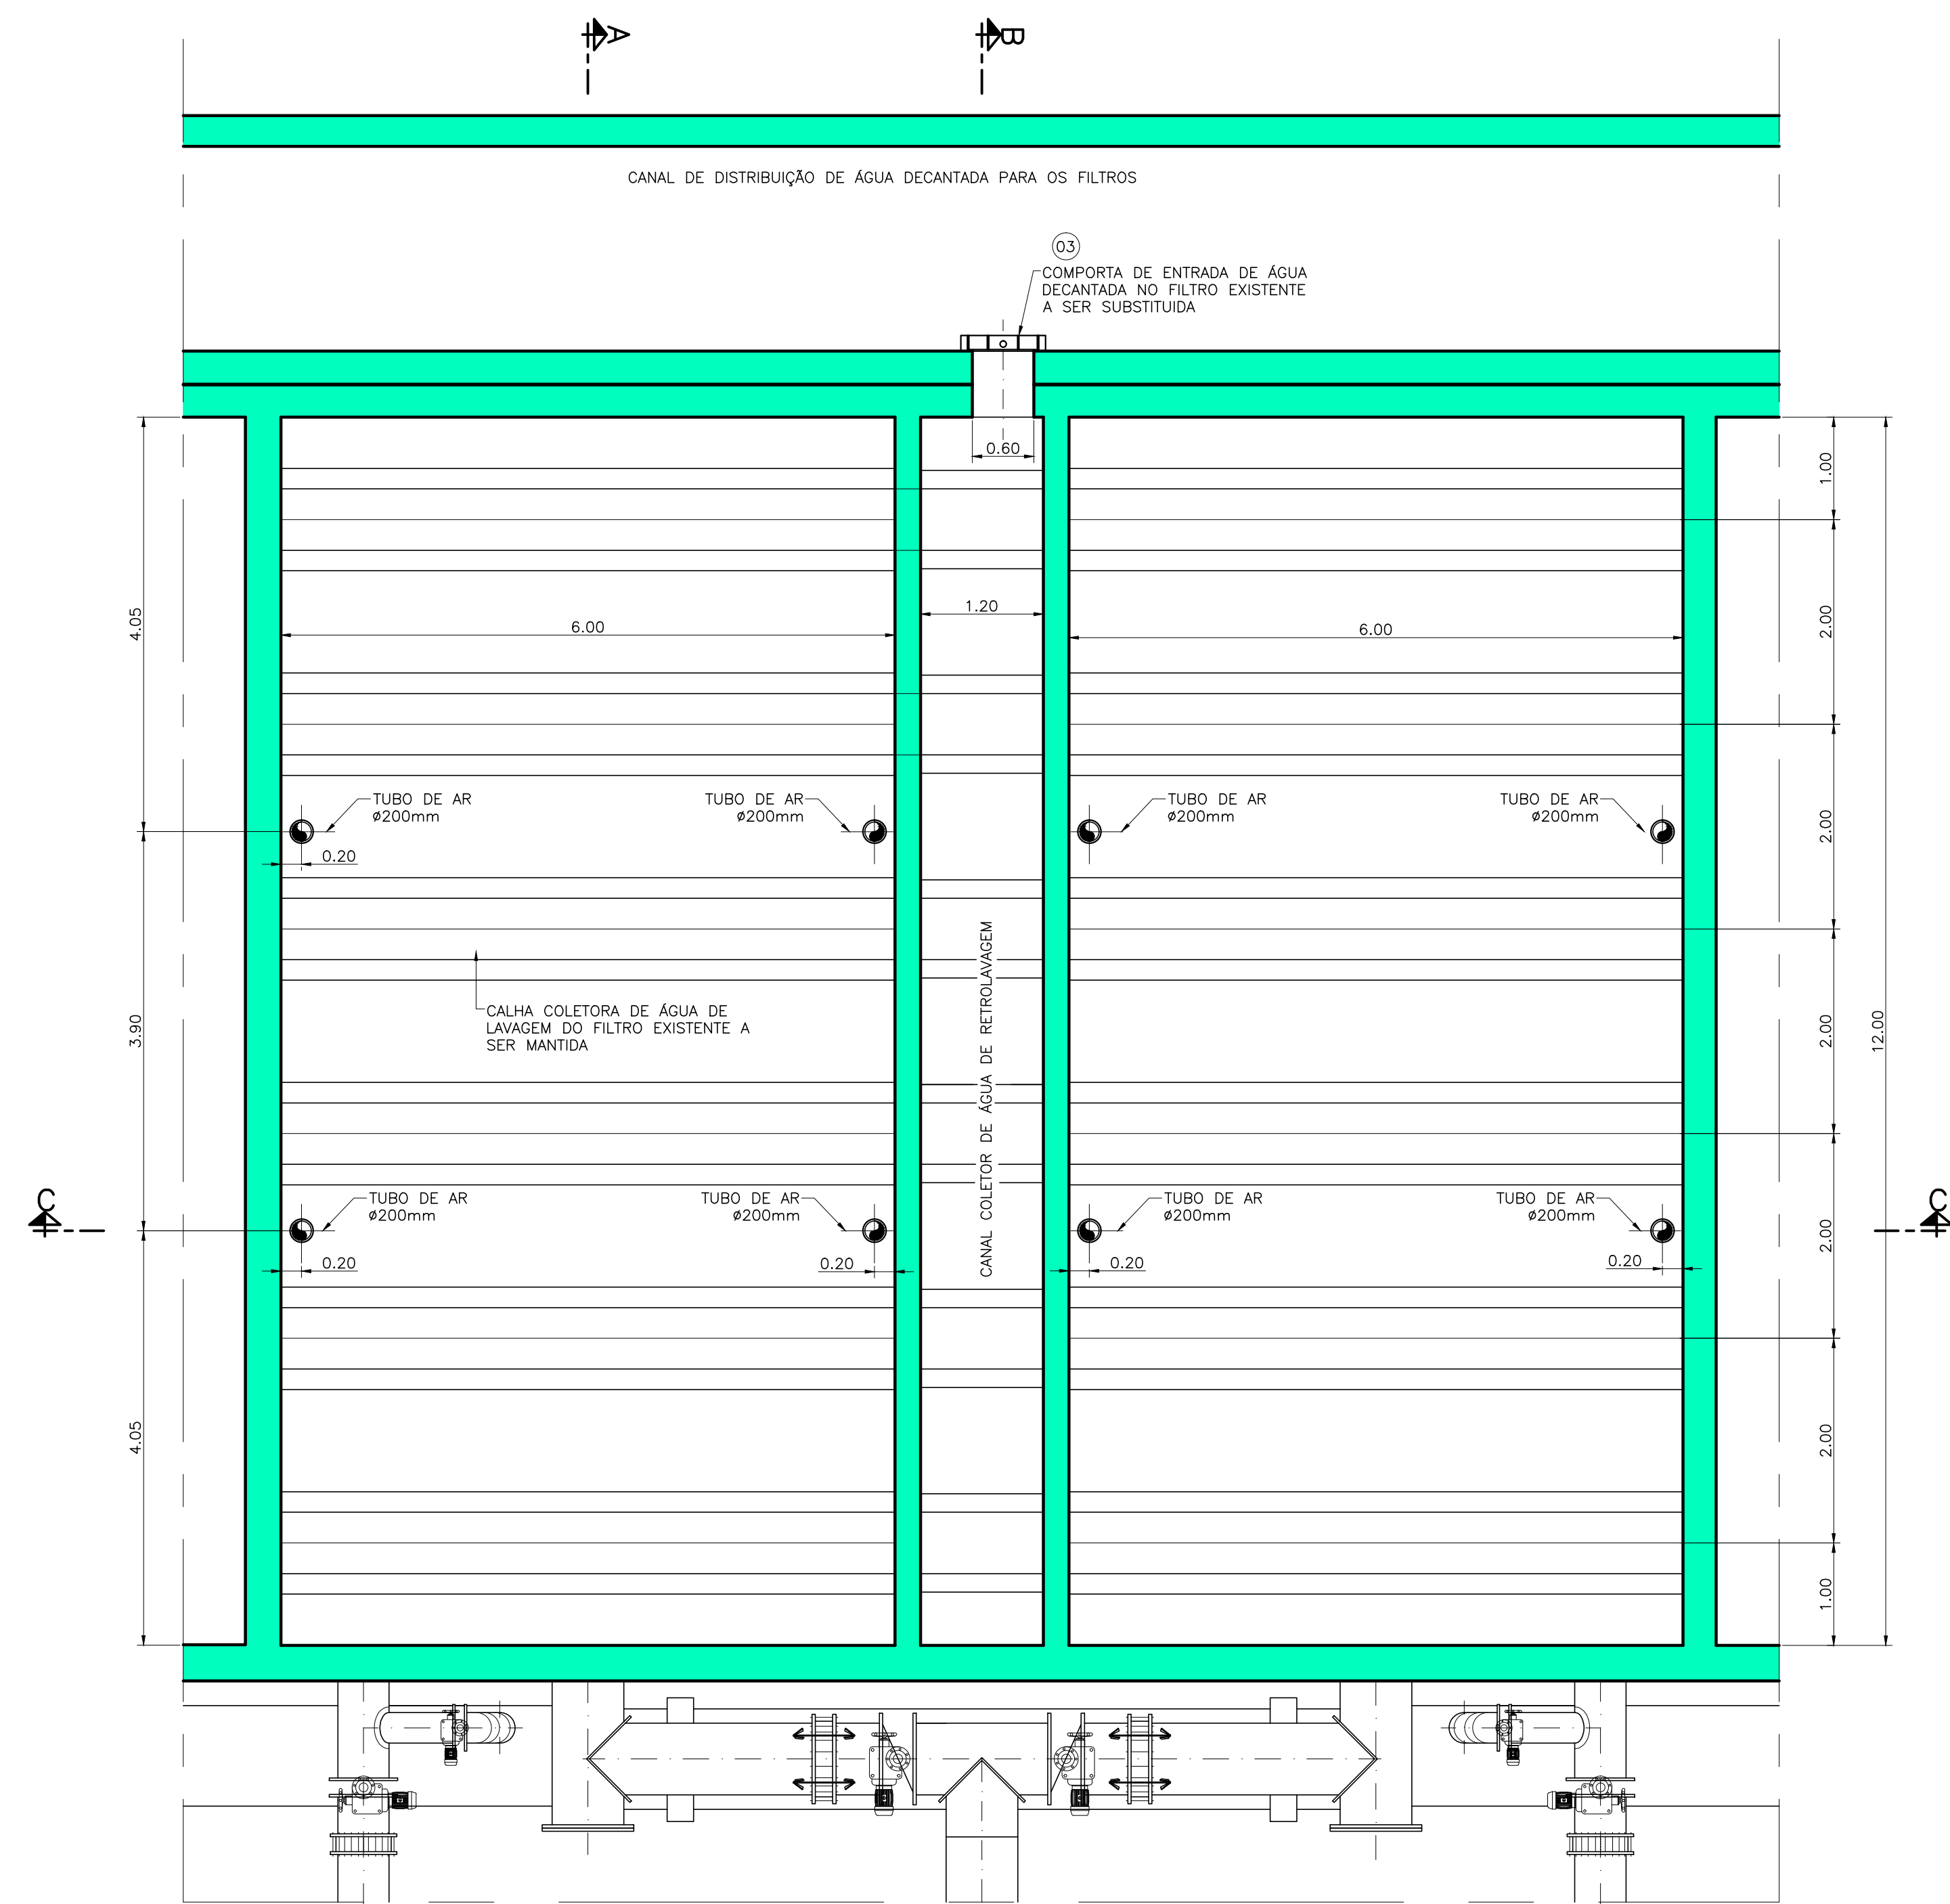 A
B
CANAL DE DISTRIBUIÇÃO DE ÁGUA DECANTADA PARA OS FILTROS
03
COMPORTA DE ENTRADA DE ÁGUA
DECANTADA NO FILTRO EXISTENTE
A SER SUBSTITUIDA
0.60
1.00
4.05
6.00
1.20
6.00
2.00
TUBO DE AR
ø200mm
TUBO DE AR
ø200mm
TUBO DE AR
ø200mm
TUBO DE AR
ø200mm
2.00
0.20
CANAL COLETOR DE ÁGUA DE RETROLAVAGEM
CALHA COLETORA DE ÁGUA DE
LAVAGEM DO FILTRO EXISTENTE A
SER MANTIDA
3.90
2.00
12.00
C
TUBO DE AR
ø200mm
TUBO DE AR
ø200mm
TUBO DE AR
ø200mm
TUBO DE AR
ø200mm
2.00
C
0.20
0.20
0.20
0.20
4.05
2.00
1.00